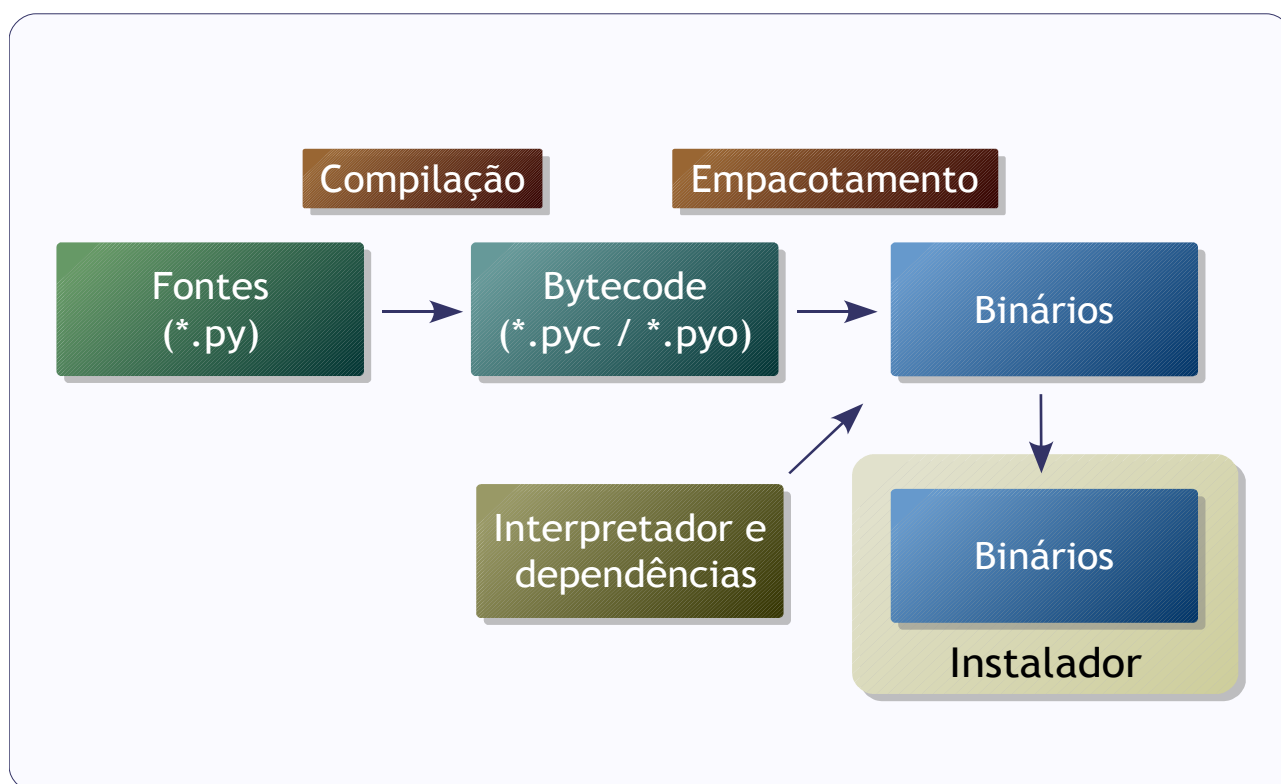 Compilação
Empacotamento
Fontes
(*.py)
Bytecode
(*.pyc / *.pyo)
Binários
Interpretador e
dependências
Binários
Instalador